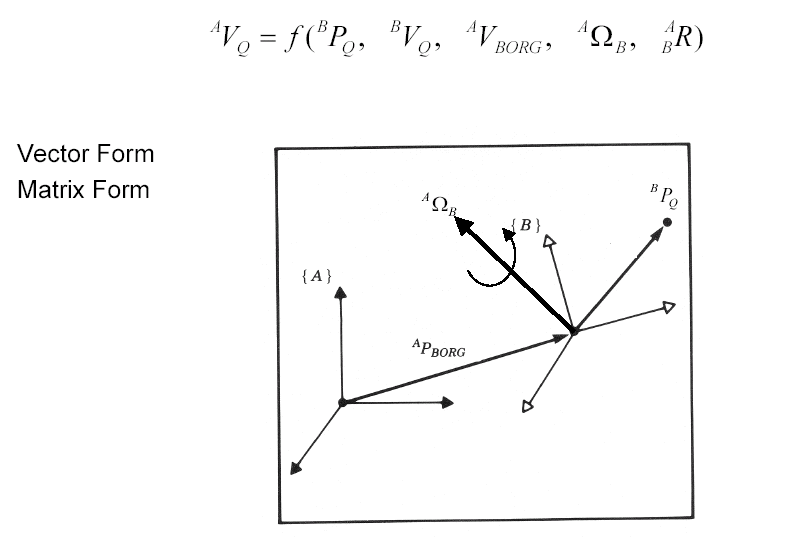 ᴬV_Q = f(ᴮP_Q, ᴮV_Q, ᴬV_BORG, ᴬΩ_B, ᴬ_BR)
Vector Form
Matrix Form
ᴮP_Q
ᴬΩ_B
{B}
{A}
ᴬP_BORG